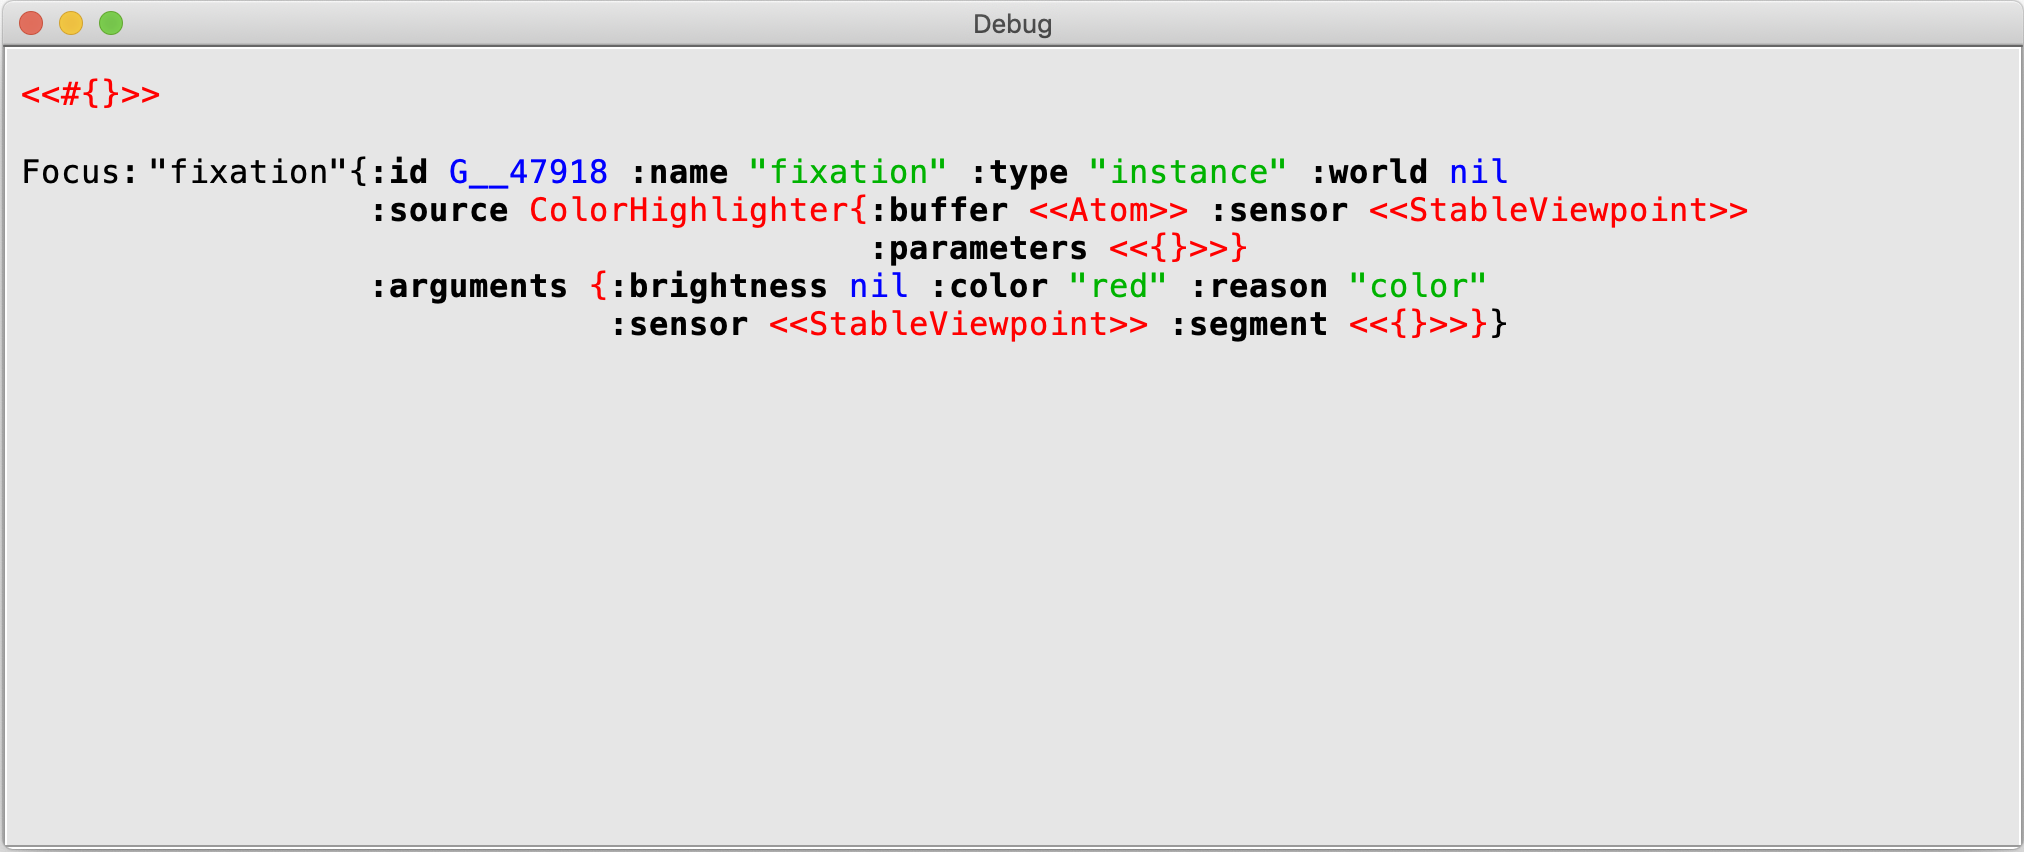 Debug
<<#{}>>
Focus: "fixation"{:id G__47918 :name "fixation" :type "instance" :world nil
:source ColorHighlighter{:buffer <<Atom>> :sensor <<StableViewpoint>>
:parameters <<{}>>}
:arguments {:brightness nil :color "red" :reason "color"
:sensor <<StableViewpoint>> :segment <<{}>>}}